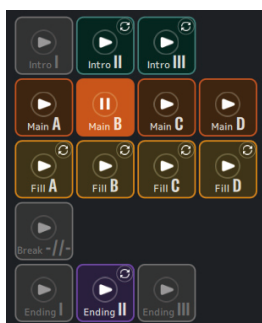 Intro I
Intro II
Intro III
Main A
Main B
Main C
Main D
Fill A
Fill B
Fill C
Fill D
Break -//-
Ending I
Ending II
Ending III